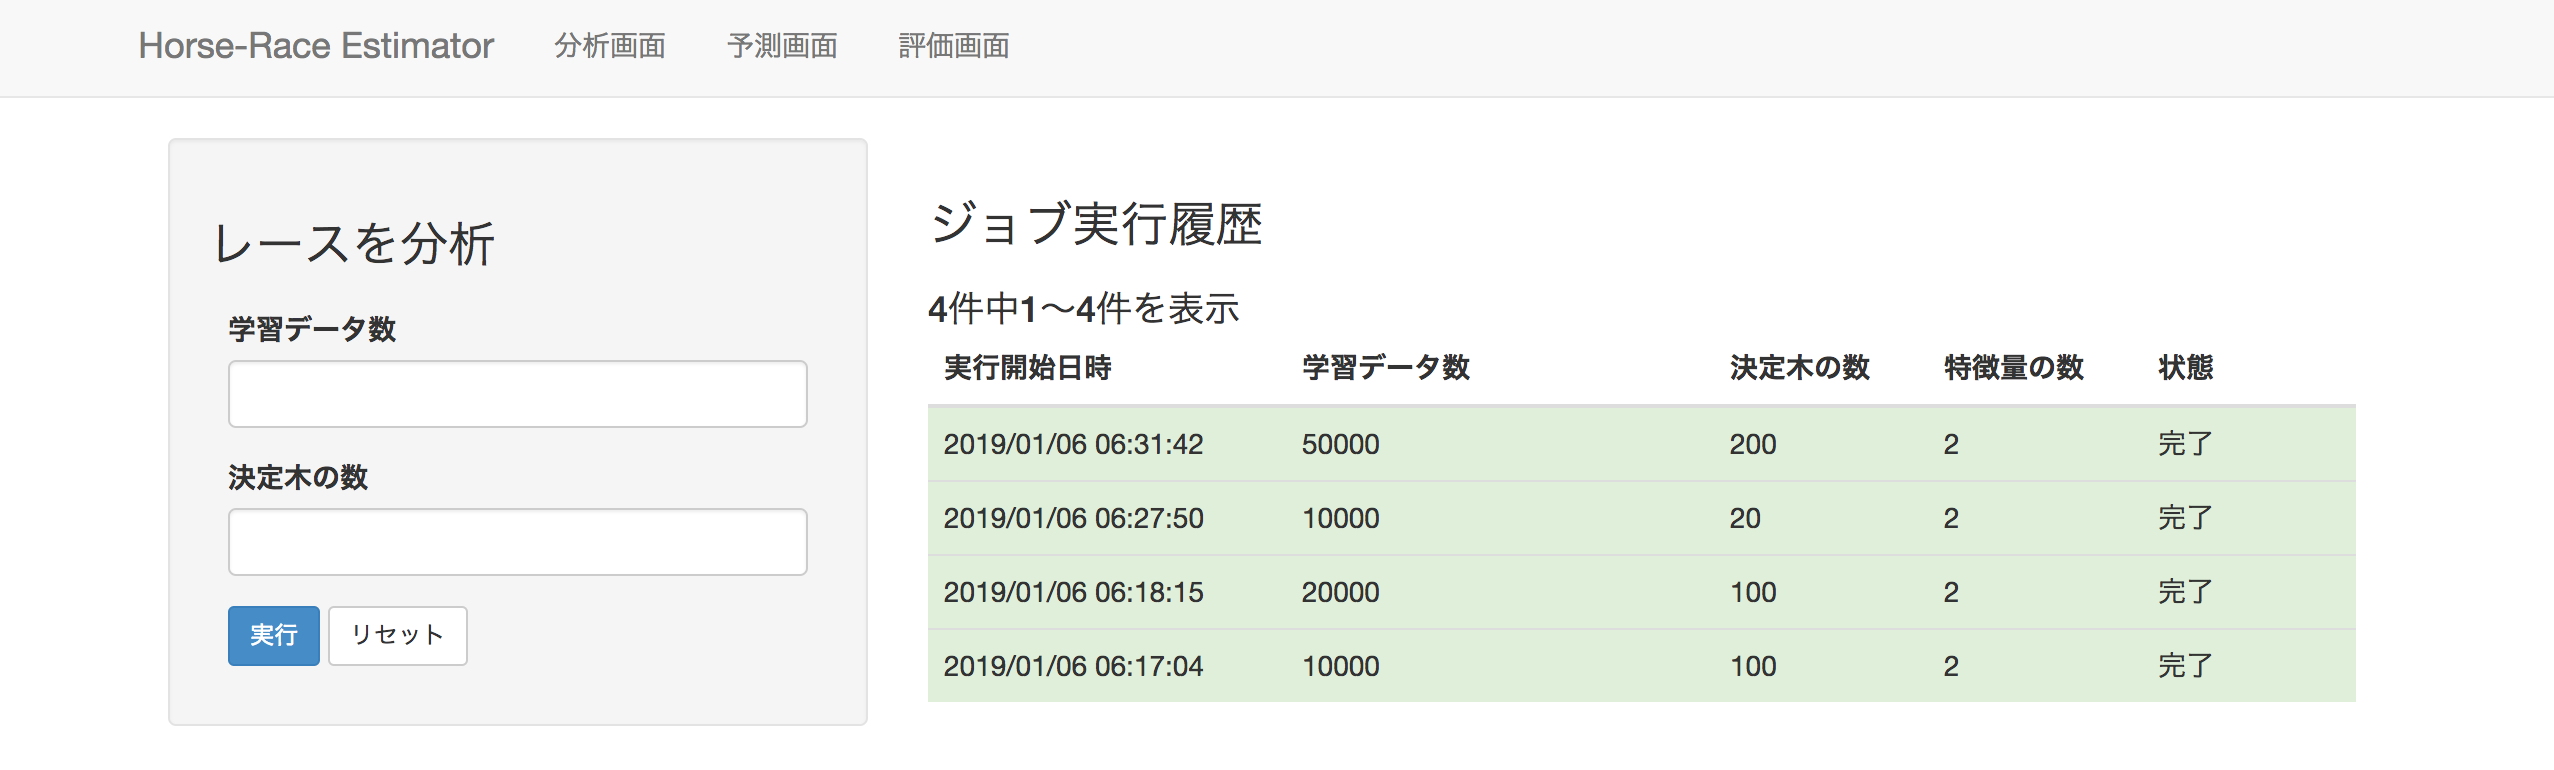 Horse-Race Estimator 分析画面 予測画面 評価画面
レースを分析
学習データ数
決定木の数
実行 リセット
ジョブ実行履歴
4件中1〜4件を表示
実行開始日時 学習データ数 決定木の数 特徴量の数 状態
2019/01/06 06:31:42 50000 200 2 完了
2019/01/06 06:27:50 10000 20 2 完了
2019/01/06 06:18:15 20000 100 2 完了
2019/01/06 06:17:04 10000 100 2 完了